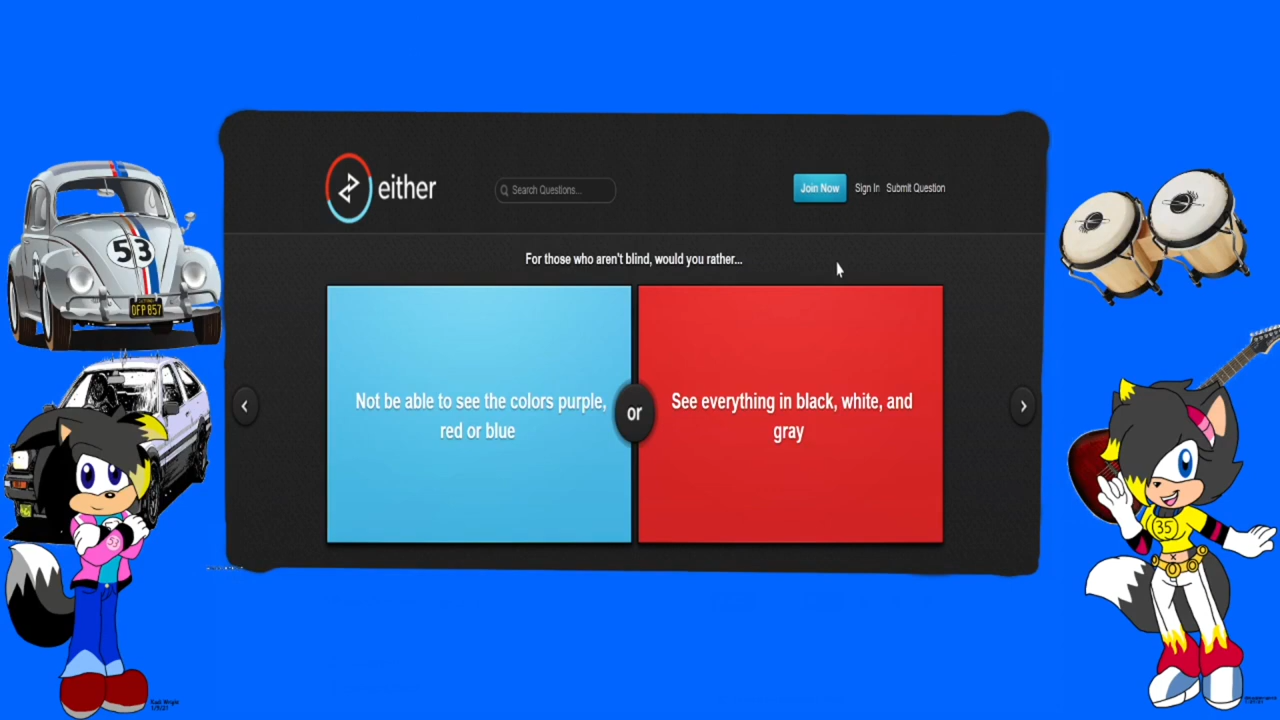 either
Search Questions...
Join Now
Sign In
Submit Question
For those who aren't blind, would you rather...
Not be able to see the colors purple,
red or blue
or
See everything in black, white, and
gray
53
OFP 857
53
35